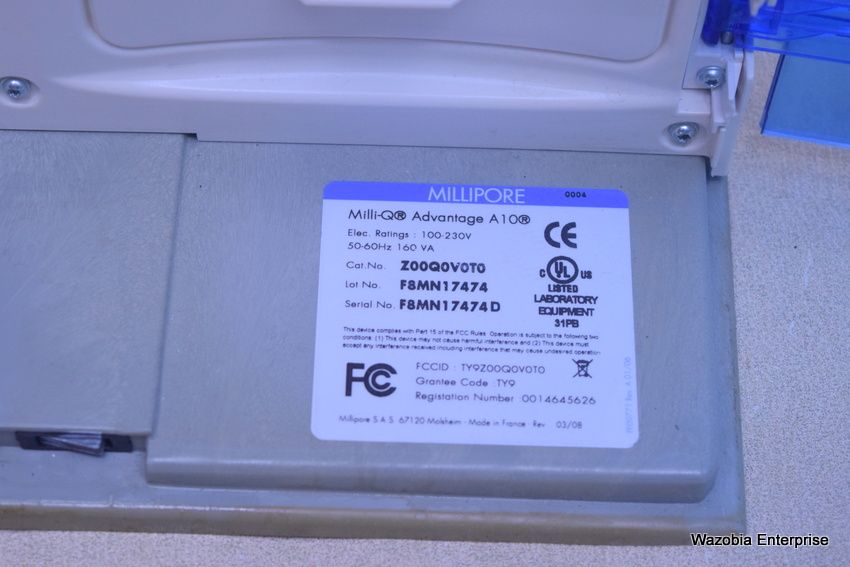 MILLIPORE 0004
Milli-Q® Advantage A10®
Elec. Ratings : 100-230V
50-60Hz 160 VA
Cat.No. Z00Q0V0T0
Lot No. F8MN17474
Serial No. F8MN17474D
CE
C UL US
LISTED
LABORATORY
EQUIPMENT
31PB
This device complies with Part 15 of the FCC Rules. Operation is subject to the following two
conditions: (1) This device may not cause harmful interference and (2) This device must
accept any interference received including interference that may cause undesired operation
FC
FCCID : TY9Z00Q0V0T0
Grantee Code : TY9
Registration Number :0014645626
Millipore S.A.S. 67120 Molsheim - Made in France - Rev 03/08
Wazobia Enterprise